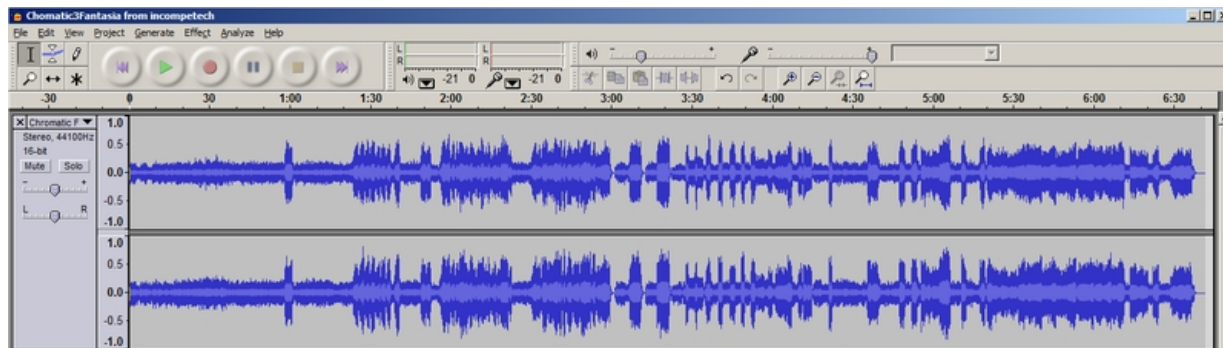 Chomatic3Fantasia from incompetech
File Edit View Project Generate Effect Analyze Help
L
R
L
R
-21 0
-21 0
-30 0 30 1:00 1:30 2:00 2:30 3:00 3:30 4:00 4:30 5:00 5:30 6:00 6:30
X Chromatic F
Stereo, 44100Hz
16-bit
Mute Solo
- +
L R
1.0
0.5
0.0
-0.5
-1.0
1.0
0.5
0.0
-0.5
-1.0